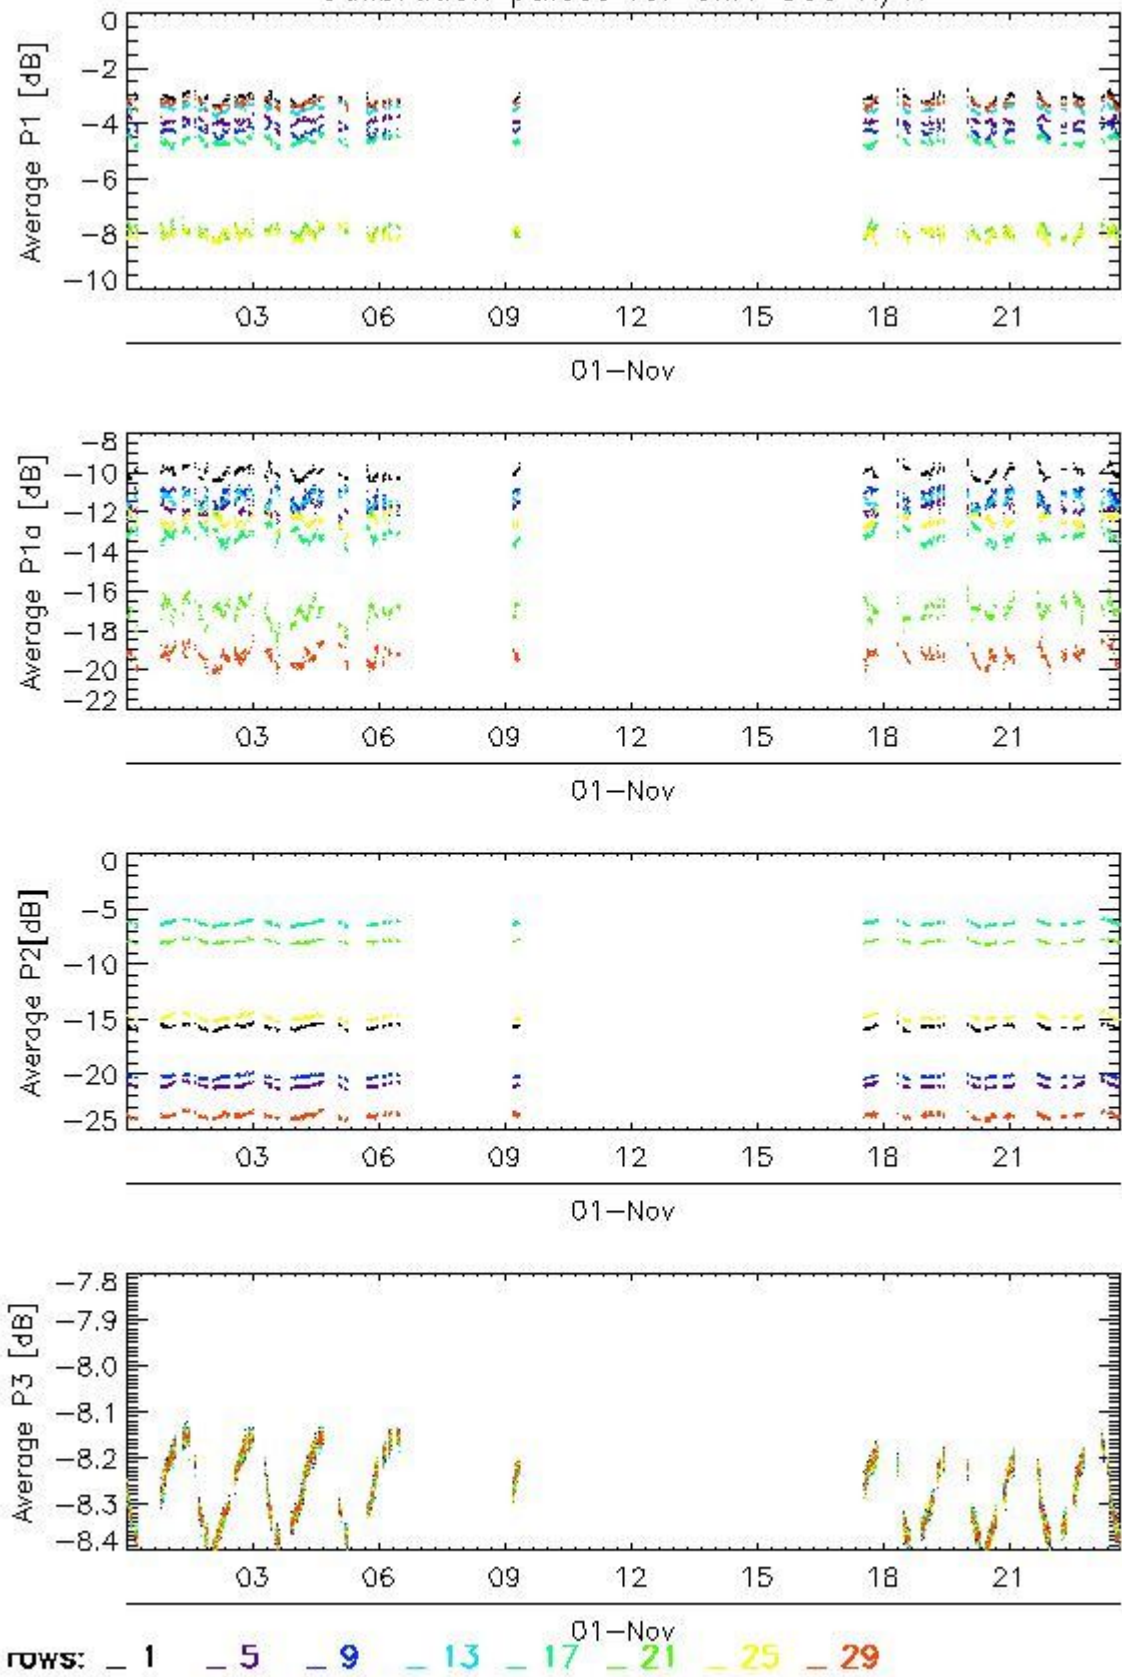 Average P1 [dB]
0
−2
−4
−6
−8
−10
03 06 09 12 15 18 21
01−Nov
Average P1a [dB]
−8
−10
−12
−14
−16
−18
−20
−22
03 06 09 12 15 18 21
01−Nov
Average P2[dB]
0
−5
−10
−15
−20
−25
03 06 09 12 15 18 21
01−Nov
Average P3 [dB]
−7.8
−7.9
−8.0
−8.1
−8.2
−8.3
−8.4
03 06 09 12 15 18 21
01−Nov
rows: _ 1 _ 5 _ 9 _ 13 _ 17 _ 21 _ 25 _ 29